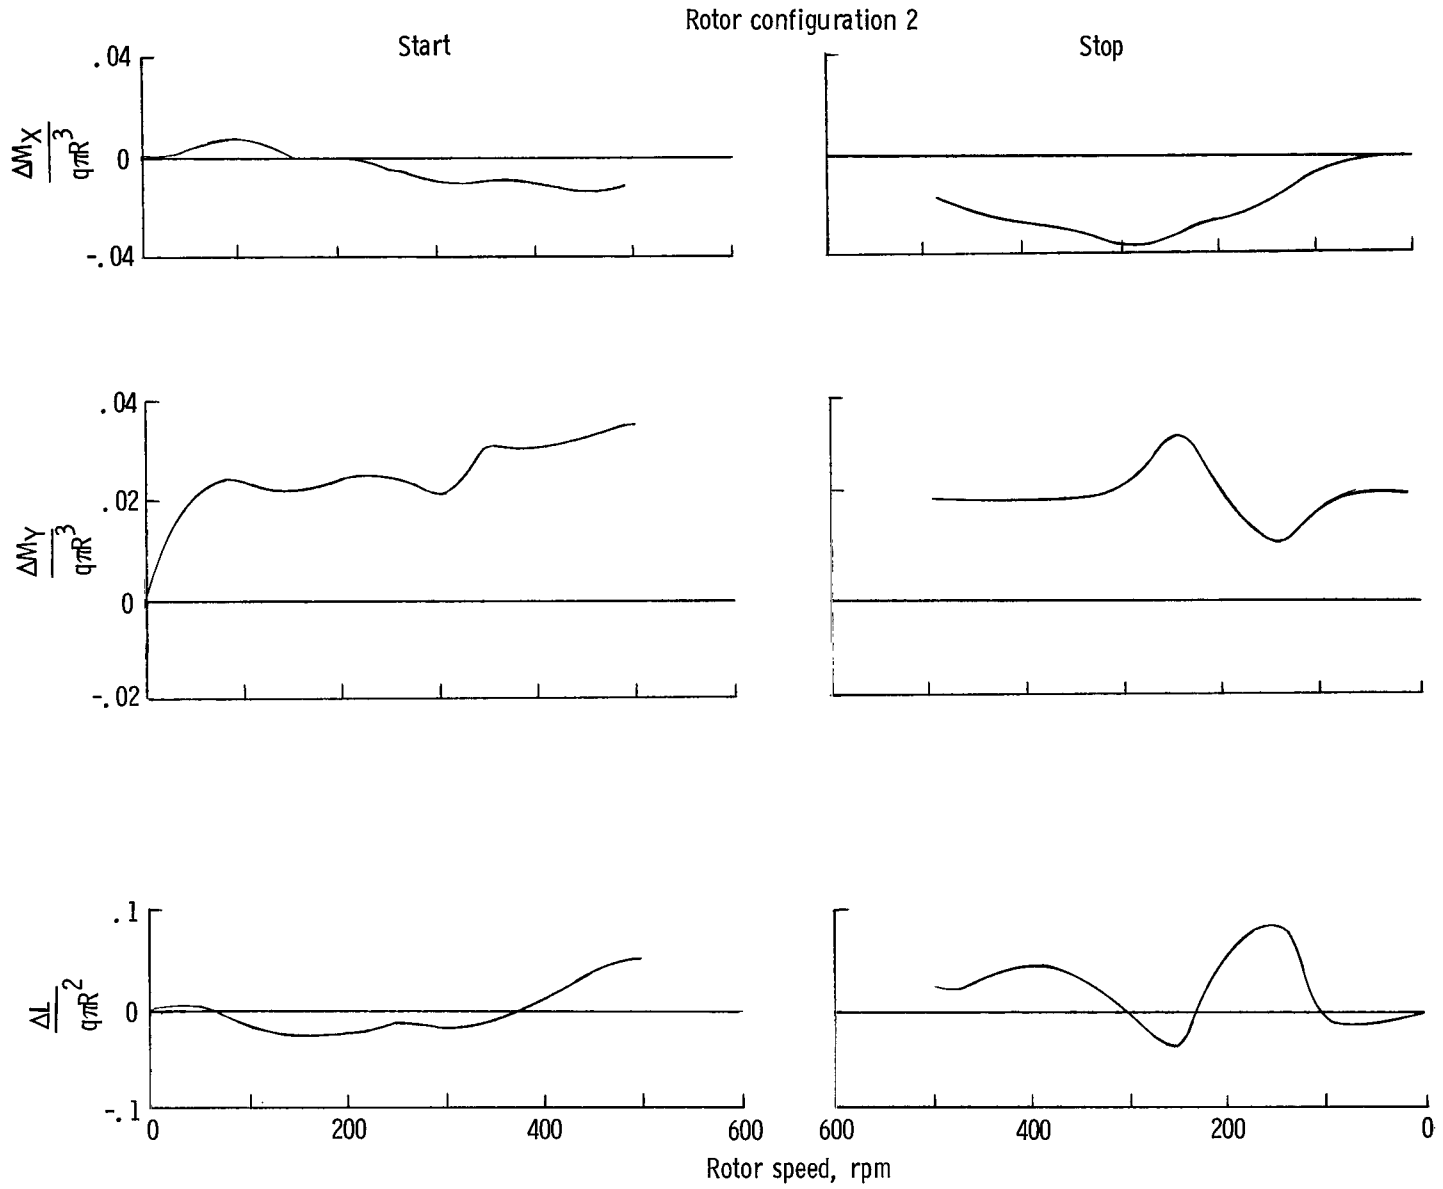 Rotor configuration 2
Start
Stop
.04
0
-.04
ΔMX
qπR³
.04
.02
0
-.02
ΔMY
qπR³
.1
0
-.1
ΔL
qπR²
0 200 400 600
600 400 200 0
Rotor speed, rpm